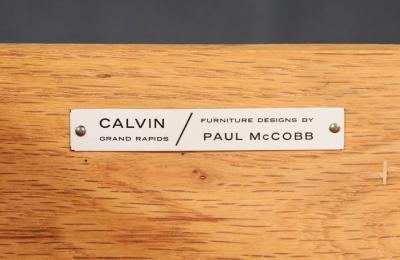 CALVIN / FURNITURE DESIGNS BY
GRAND RAPIDS / PAUL McCOBB